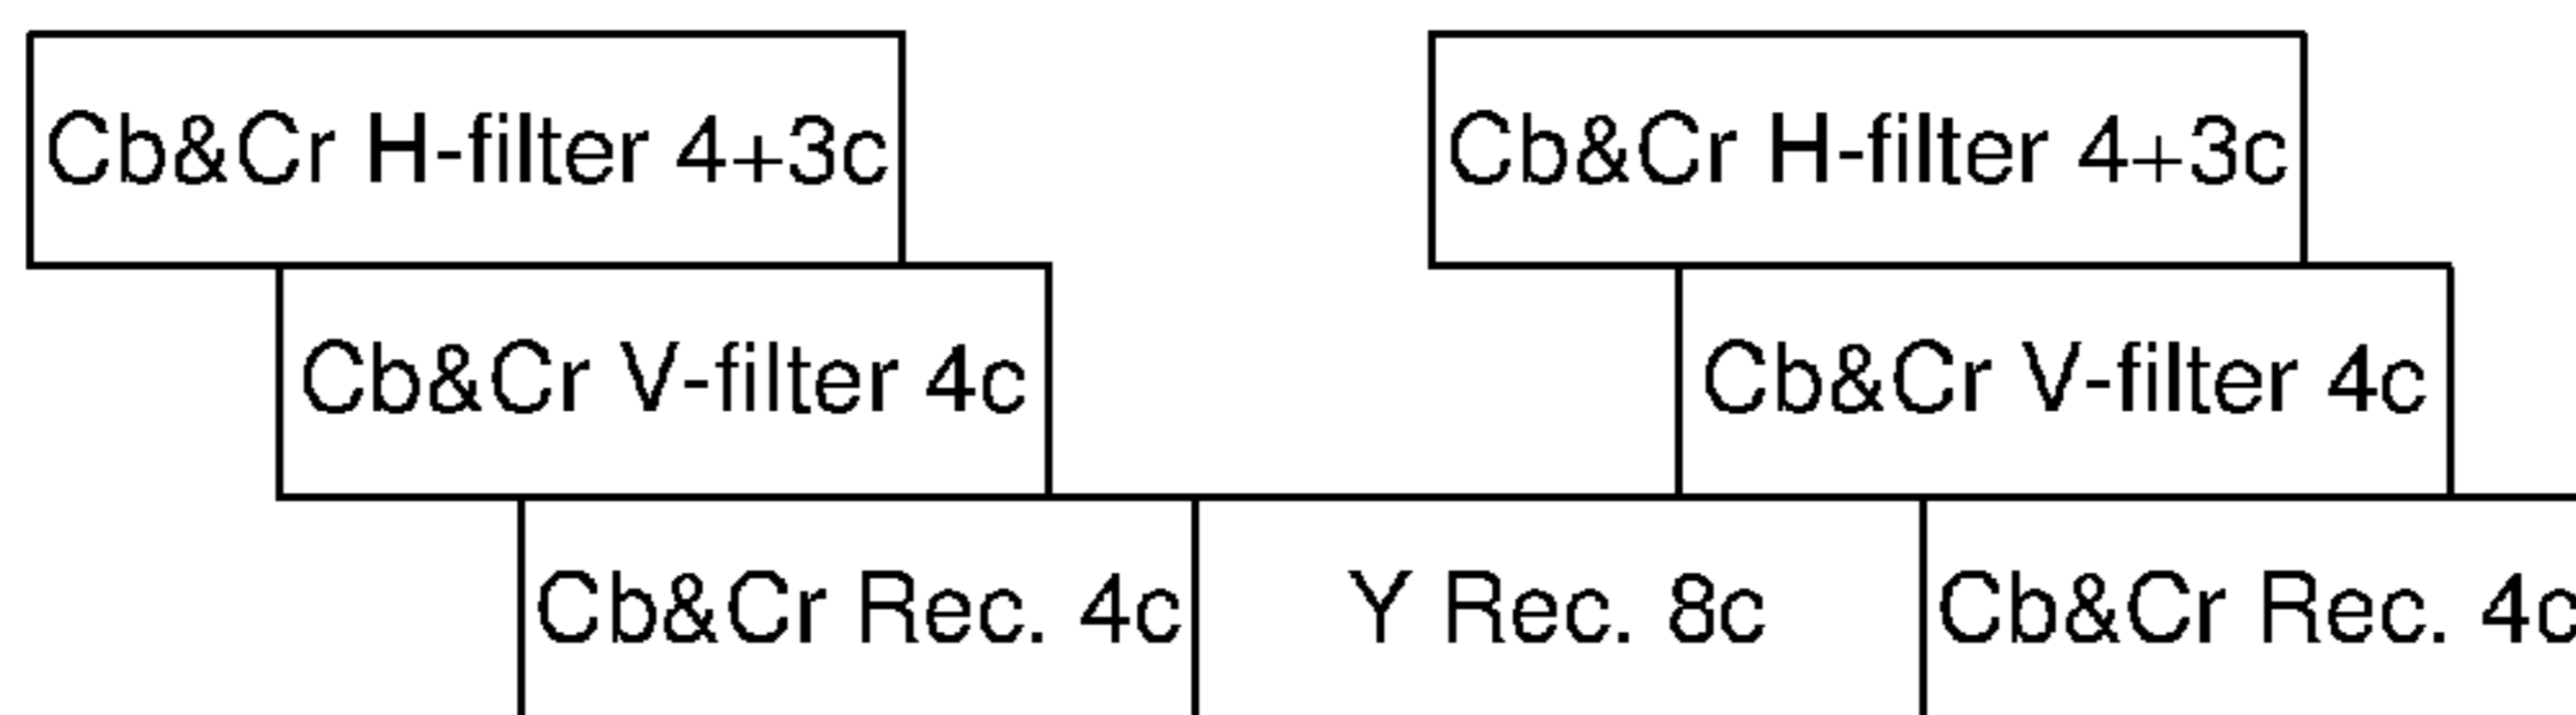 Cb&Cr H-filter 4+3c Cb&Cr H-filter 4+3c
Cb&Cr V-filter 4c Cb&Cr V-filter 4c
Cb&Cr Rec. 4c Y Rec. 8c Cb&Cr Rec. 4c